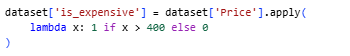 dataset['is_expensive'] = dataset['Price'].apply(
    lambda x: 1 if x > 400 else 0
)